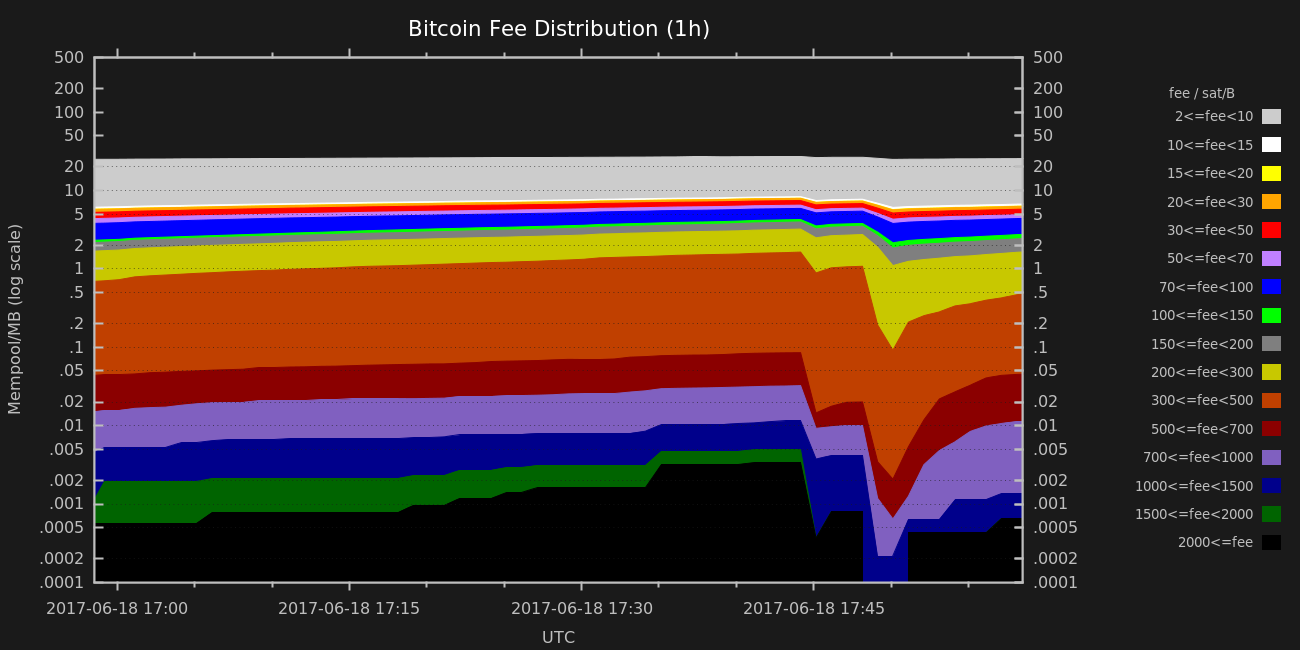 Bitcoin Fee Distribution (1h)
500 500
200 200
100 100
50 50
20 20
10 10
5 5
2 2
1 1
.5 .5
.2 .2
.1 .1
.05 .05
.02 .02
.01 .01
.005 .005
.002 .002
.001 .001
.0005 .0005
.0002 .0002
.0001 .0001
Mempool/MB (log scale)
2017-06-18 17:00 2017-06-18 17:15 2017-06-18 17:30 2017-06-18 17:45
UTC
fee / sat/B
2<=fee<10
10<=fee<15
15<=fee<20
20<=fee<30
30<=fee<50
50<=fee<70
70<=fee<100
100<=fee<150
150<=fee<200
200<=fee<300
300<=fee<500
500<=fee<700
700<=fee<1000
1000<=fee<1500
1500<=fee<2000
2000<=fee